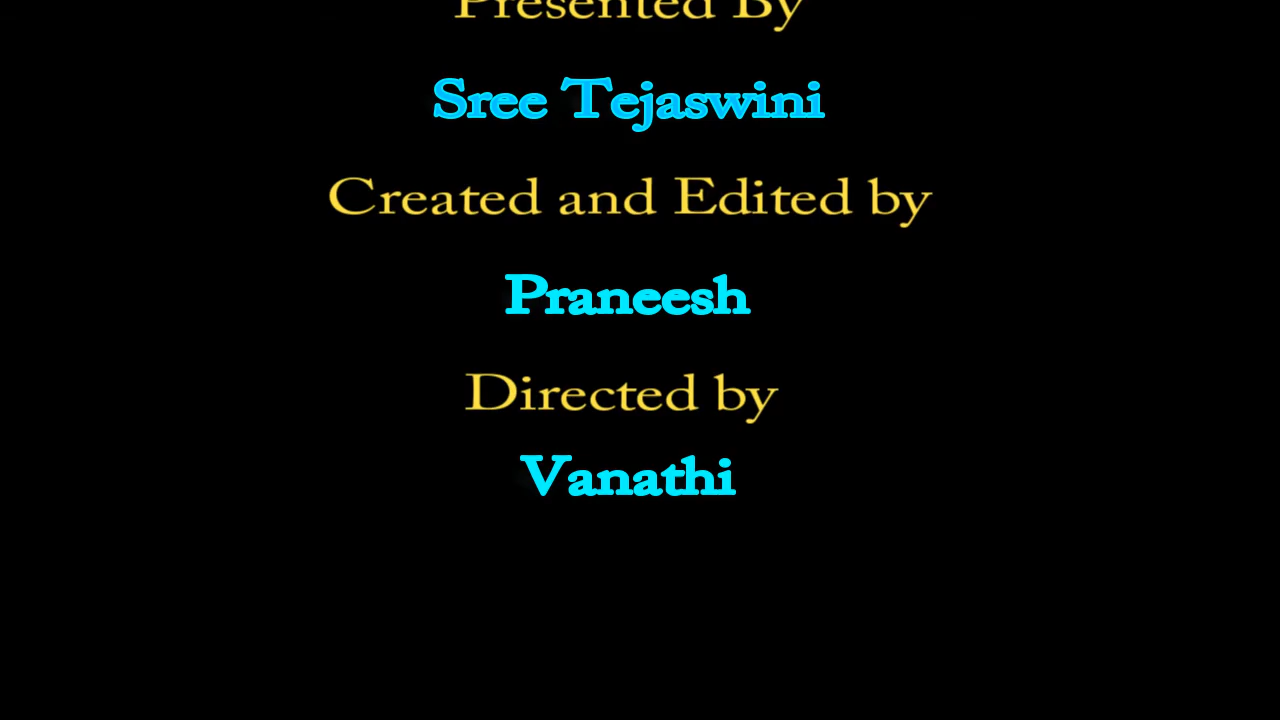 Presented By
Sree Tejaswini
Created and Edited by
Praneesh
Directed by
Vanathi